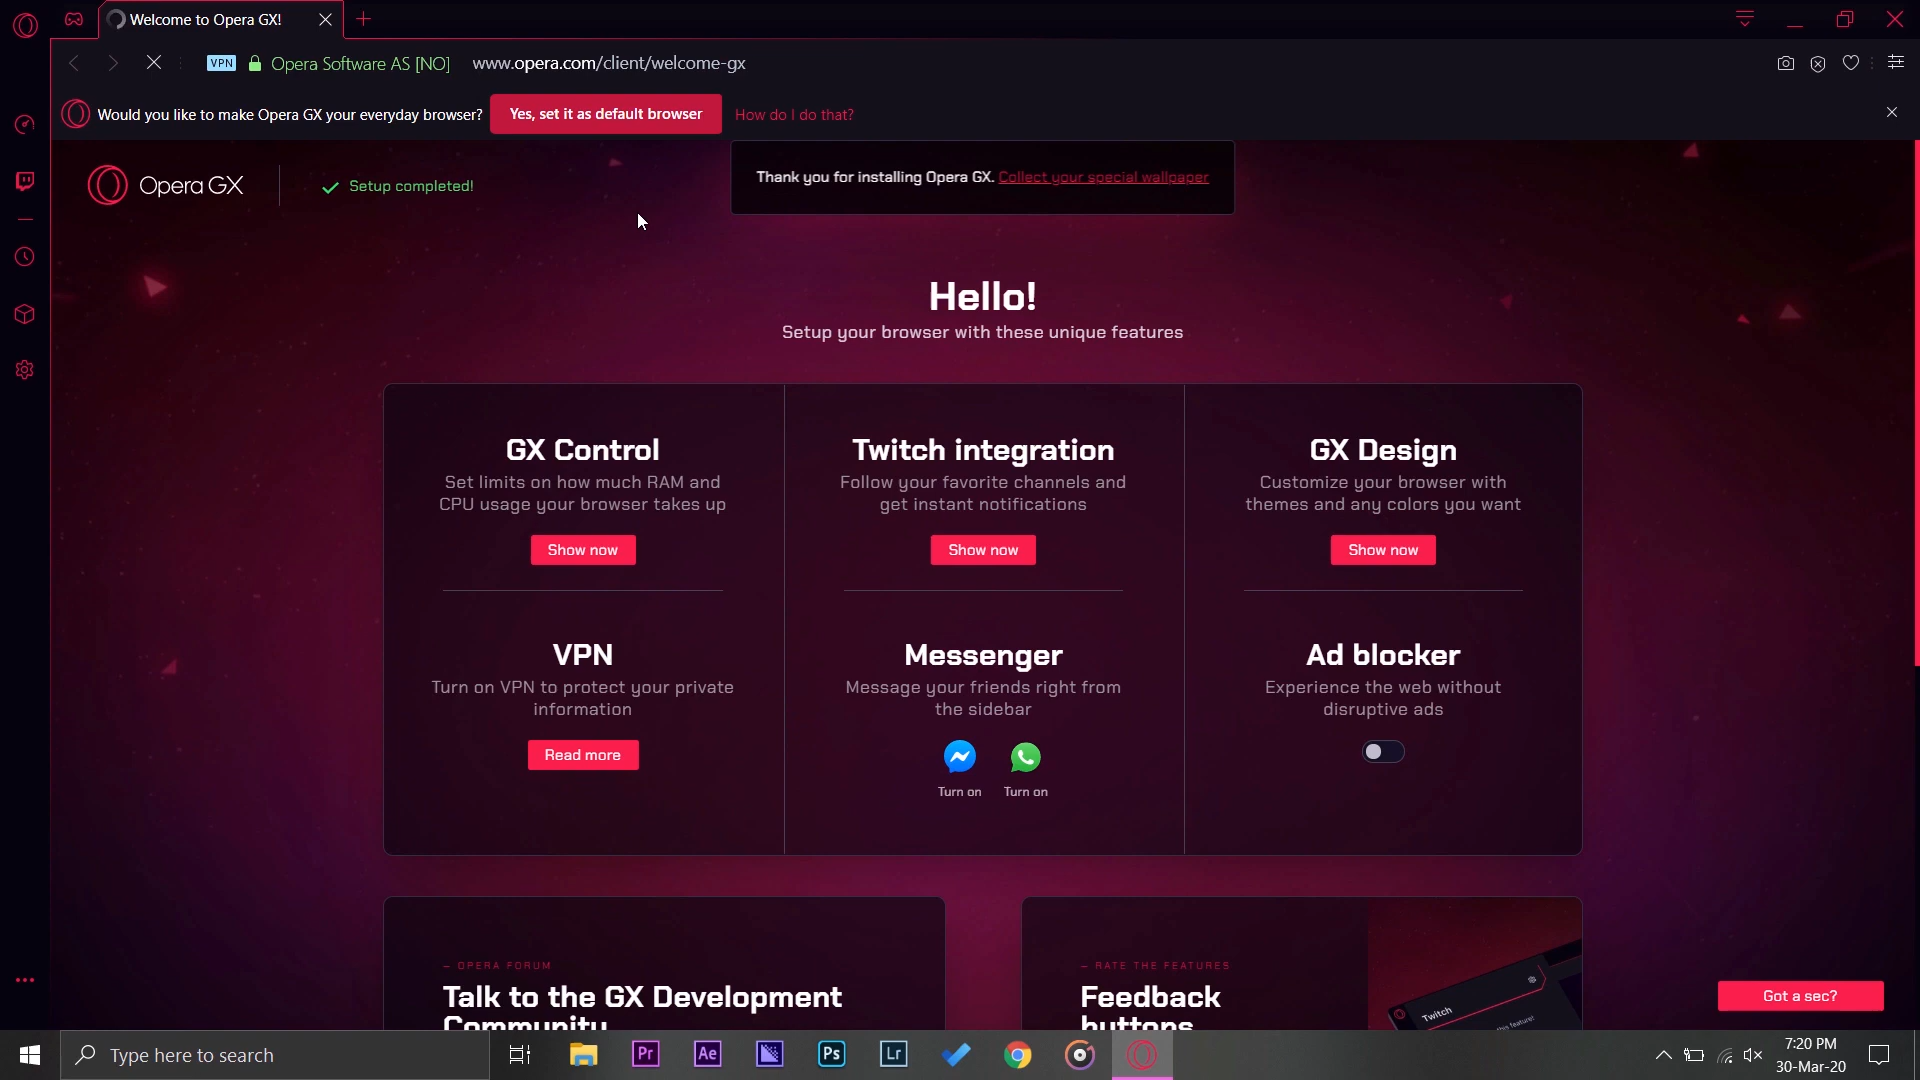 Welcome to Opera GX!
VPN Opera Software AS [NO] www.opera.com/client/welcome-gx
Would you like to make Opera GX your everyday browser? Yes, set it as default browser How do I do that?
Opera GX Setup completed!
Thank you for installing Opera GX. Collect your special wallpaper
Hello!
Setup your browser with these unique features
GX Control
Set limits on how much RAM and
CPU usage your browser takes up
Show now
Twitch integration
Follow your favorite channels and
get instant notifications
Show now
GX Design
Customize your browser with
themes and any colors you want
Show now
VPN
Turn on VPN to protect your private
information
Read more
Messenger
Message your friends right from
the sidebar
Turn on Turn on
Ad blocker
Experience the web without
disruptive ads
– OPERA FORUM
Talk to the GX Development
Community
– RATE THE FEATURES
Feedback
buttons
Twitch
this feature!
Got a sec?
Type here to search
Pr Ae Ps Lr
7:20 PM
30-Mar-20